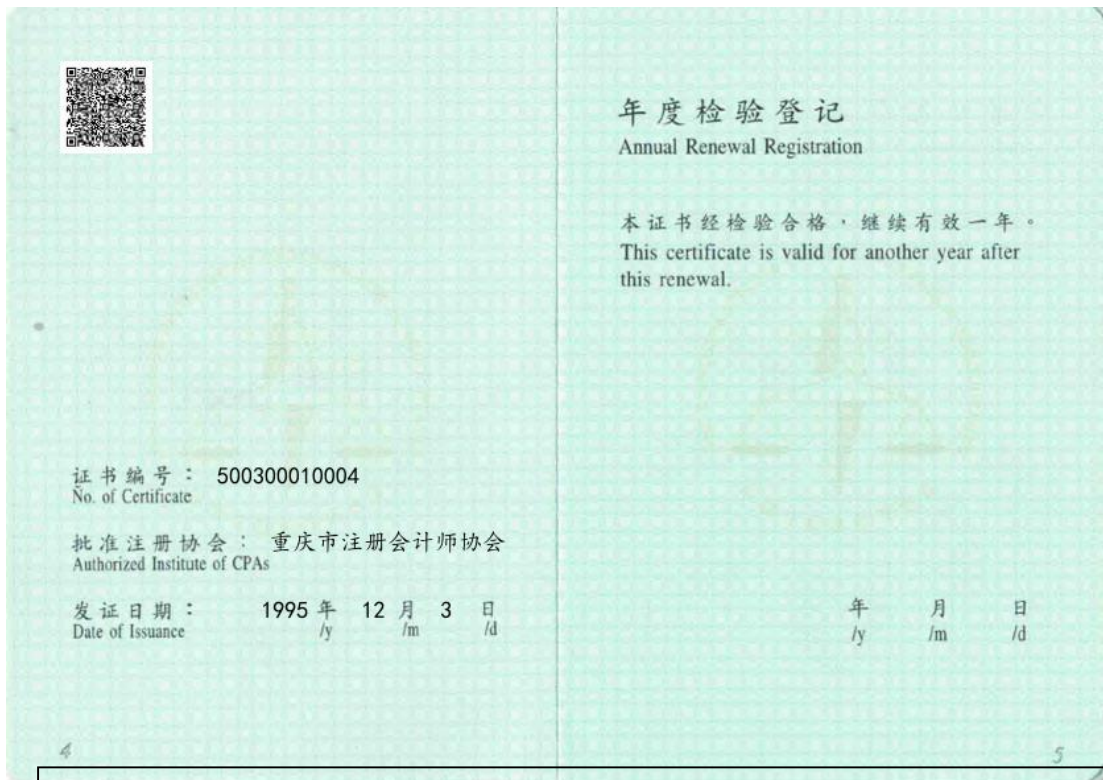 证书编号： 500300010004
No. of Certificate
批准注册协会： 重庆市注册会计师协会
Authorized Institute of CPAs
发证日期： 1995 年 12 月 3 日
Date of Issuance /y /m /d
4
年度检验登记
Annual Renewal Registration
本证书经检验合格，继续有效一年。
This certificate is valid for another year after
this renewal.
年 月 日
/y /m /d
5